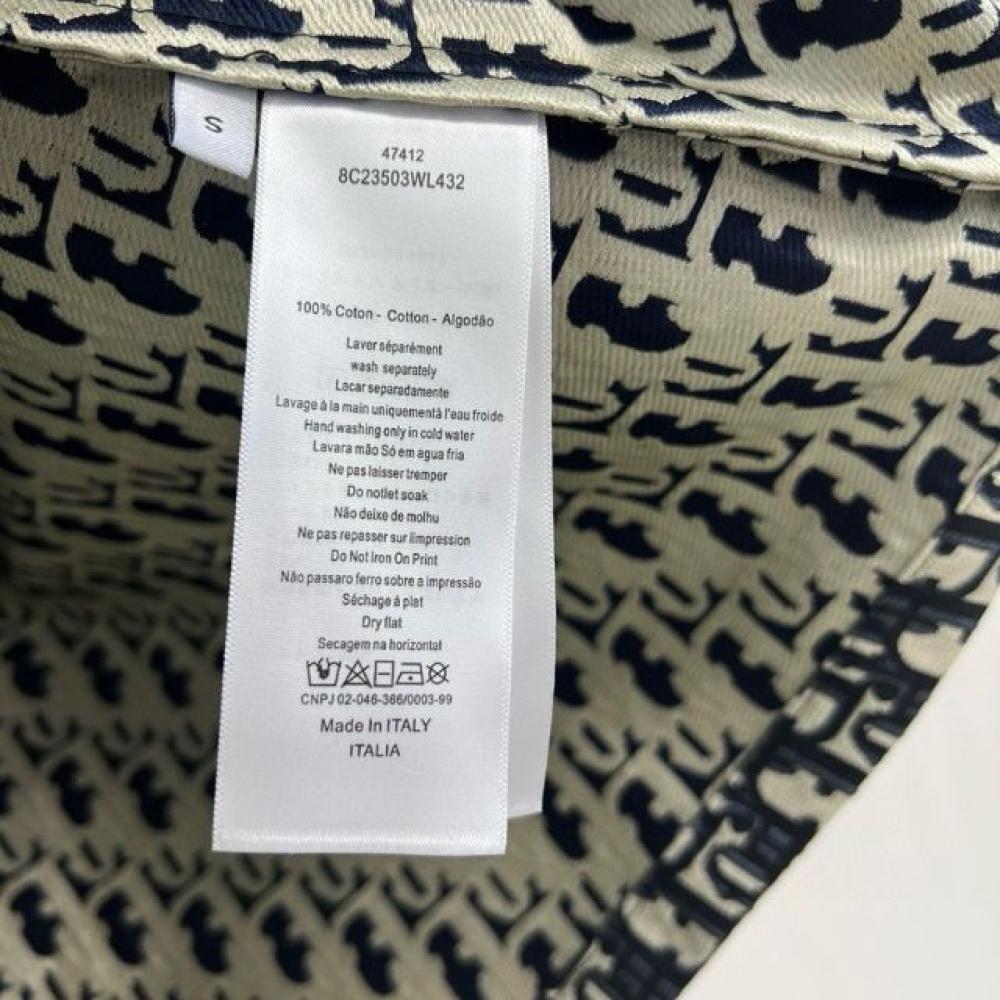 S
47412
8C23503WL432
100% Coton - Cotton - Algodão
Laver séparément
wash separately
Lacar separadamente
Lavage à la main uniquementà l'eau froide
Hand washing only in cold water
Lavara mão Só em agua fria
Ne pas laisser tremper
Do notlet soak
Não deixe de molhu
Ne pas repasser sur limpression
Do Not Iron On Print
Não passaro ferro sobre a impressão
Séchage á plat
Dry flat
Secagem na horizontal
CNPJ 02-046-366/0003-99
Made In ITALY
ITALIA